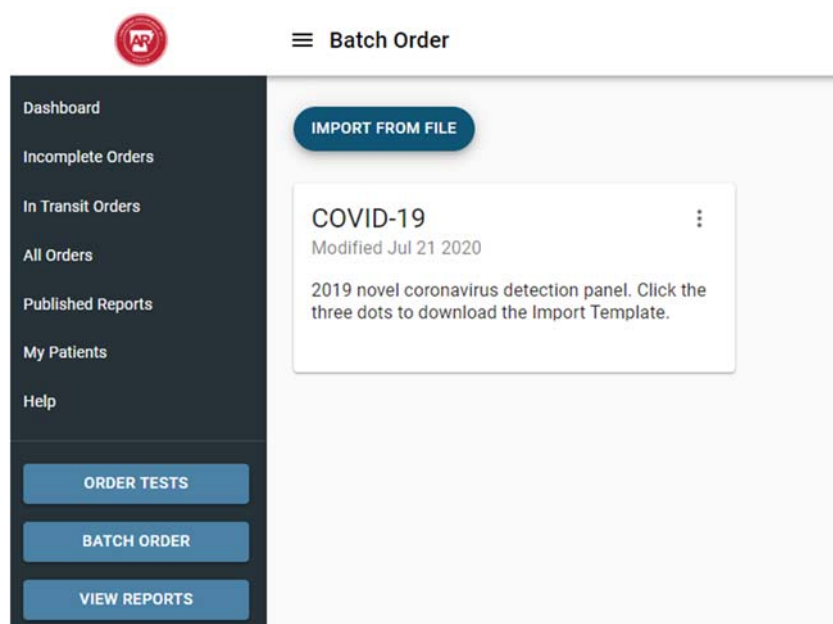 AR
Batch Order
Dashboard
Incomplete Orders
In Transit Orders
All Orders
Published Reports
My Patients
Help
ORDER TESTS
BATCH ORDER
VIEW REPORTS
IMPORT FROM FILE
COVID-19
Modified Jul 21 2020
2019 novel coronavirus detection panel. Click the
three dots to download the Import Template.